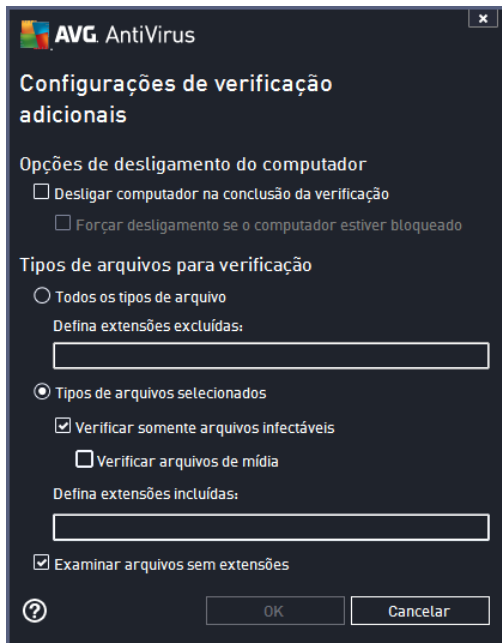 AVG AntiVirus
Configurações de verificação
adicionais
Opções de desligamento do computador
Desligar computador na conclusão da verificação
Forçar desligamento se o computador estiver bloqueado
Tipos de arquivos para verificação
Todos os tipos de arquivo
Defina extensões excluídas:
Tipos de arquivos selecionados
Verificar somente arquivos infectáveis
Verificar arquivos de mídia
Defina extensões incluídas:
Examinar arquivos sem extensões
OK Cancelar